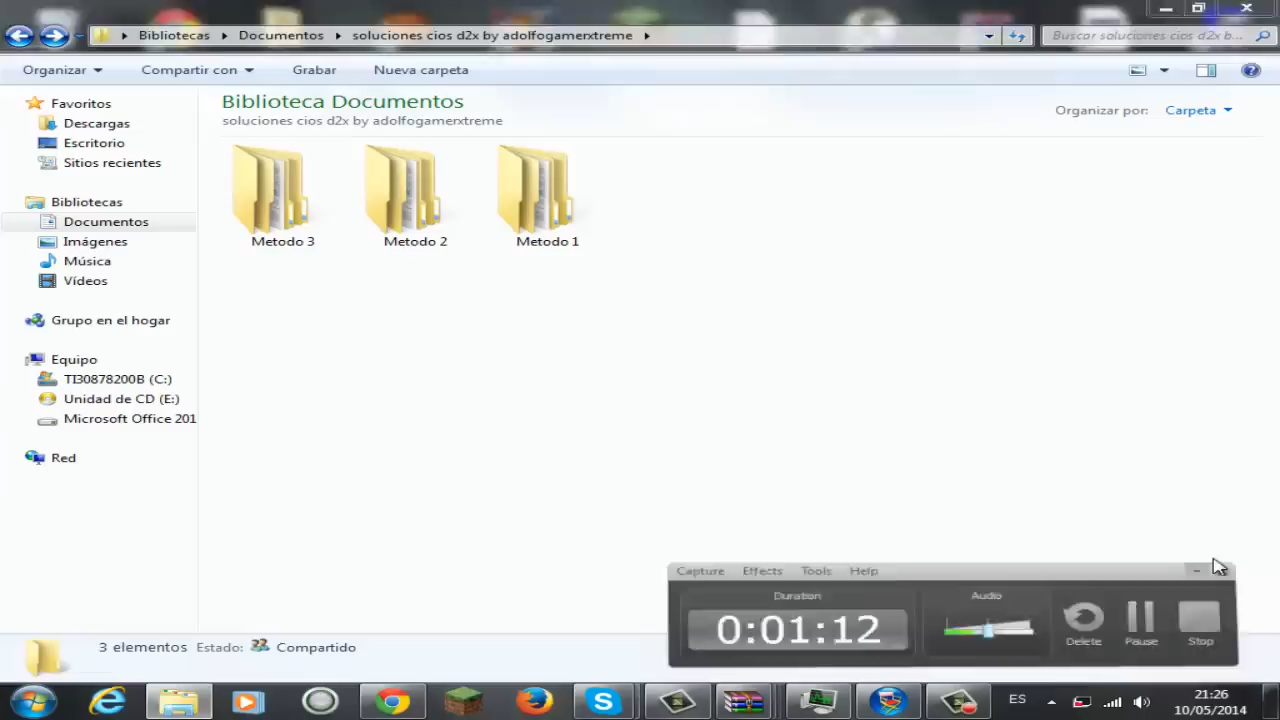 Bibliotecas Documentos soluciones cios d2x by adolfogamerxtreme
Buscar soluciones cios d2x b...
Organizar Compartir con Grabar Nueva carpeta
Favoritos
Descargas
Escritorio
Sitios recientes
Bibliotecas
Documentos
Imágenes
Música
Vídeos
Grupo en el hogar
Equipo
TI30878200B (C:)
Unidad de CD (E:)
Microsoft Office 201
Red
Biblioteca Documentos
soluciones cios d2x by adolfogamerxtreme
Organizar por: Carpeta
Metodo 3
Metodo 2
Metodo 1
Capture Effects Tools Help
Duration
0:01:12
Audio
Delete
Pause
Stop
3 elementos Estado: Compartido
ES
21:26
10/05/2014